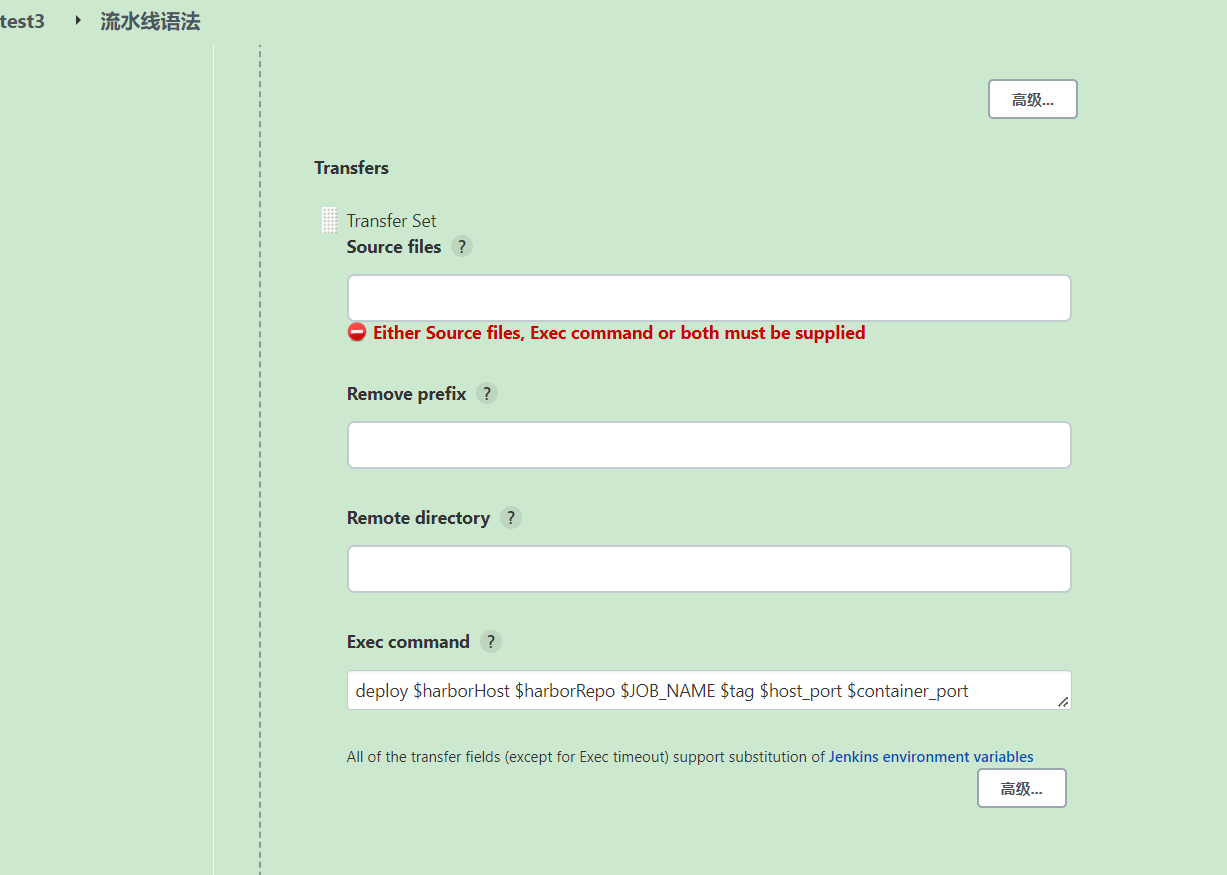 test3 流水线语法
高级...
Transfers
Transfer Set
Source files ?
Either Source files, Exec command or both must be supplied
Remove prefix ?
Remote directory ?
Exec command ?
deploy $harborHost $harborRepo $JOB_NAME $tag $host_port $container_port
All of the transfer fields (except for Exec timeout) support substitution of Jenkins environment variables
高级...